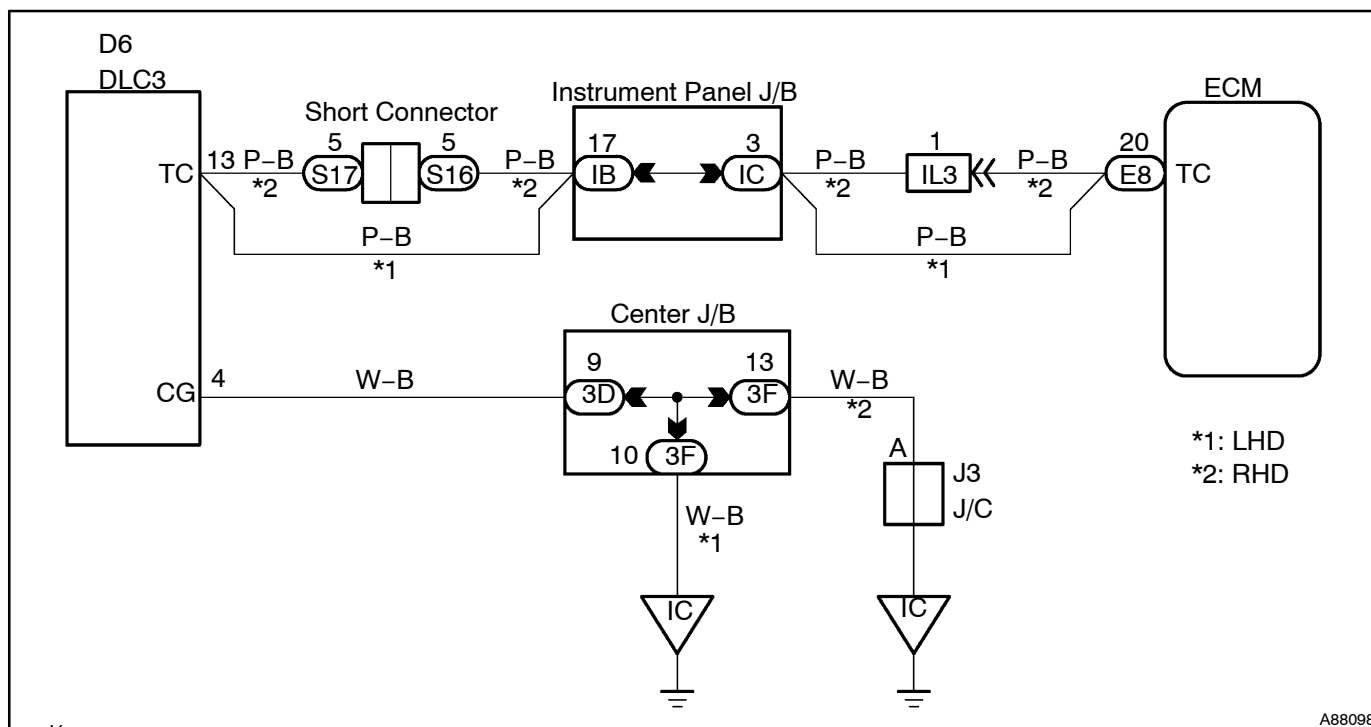 D6
DLC3
Short Connector
Instrument Panel J/B
ECM
TC
13
P–B
*2
5
S17
5
S16
P–B
*2
17
IB
3
IC
P–B
*2
1
IL3
P–B
*2
20
E8
TC
P–B
*1
P–B
*1
Center J/B
CG
4
W–B
9
3D
13
3F
W–B
*2
10
3F
A
J3
J/C
*1: LHD
*2: RHD
W–B
*1
IC
IC
A88098